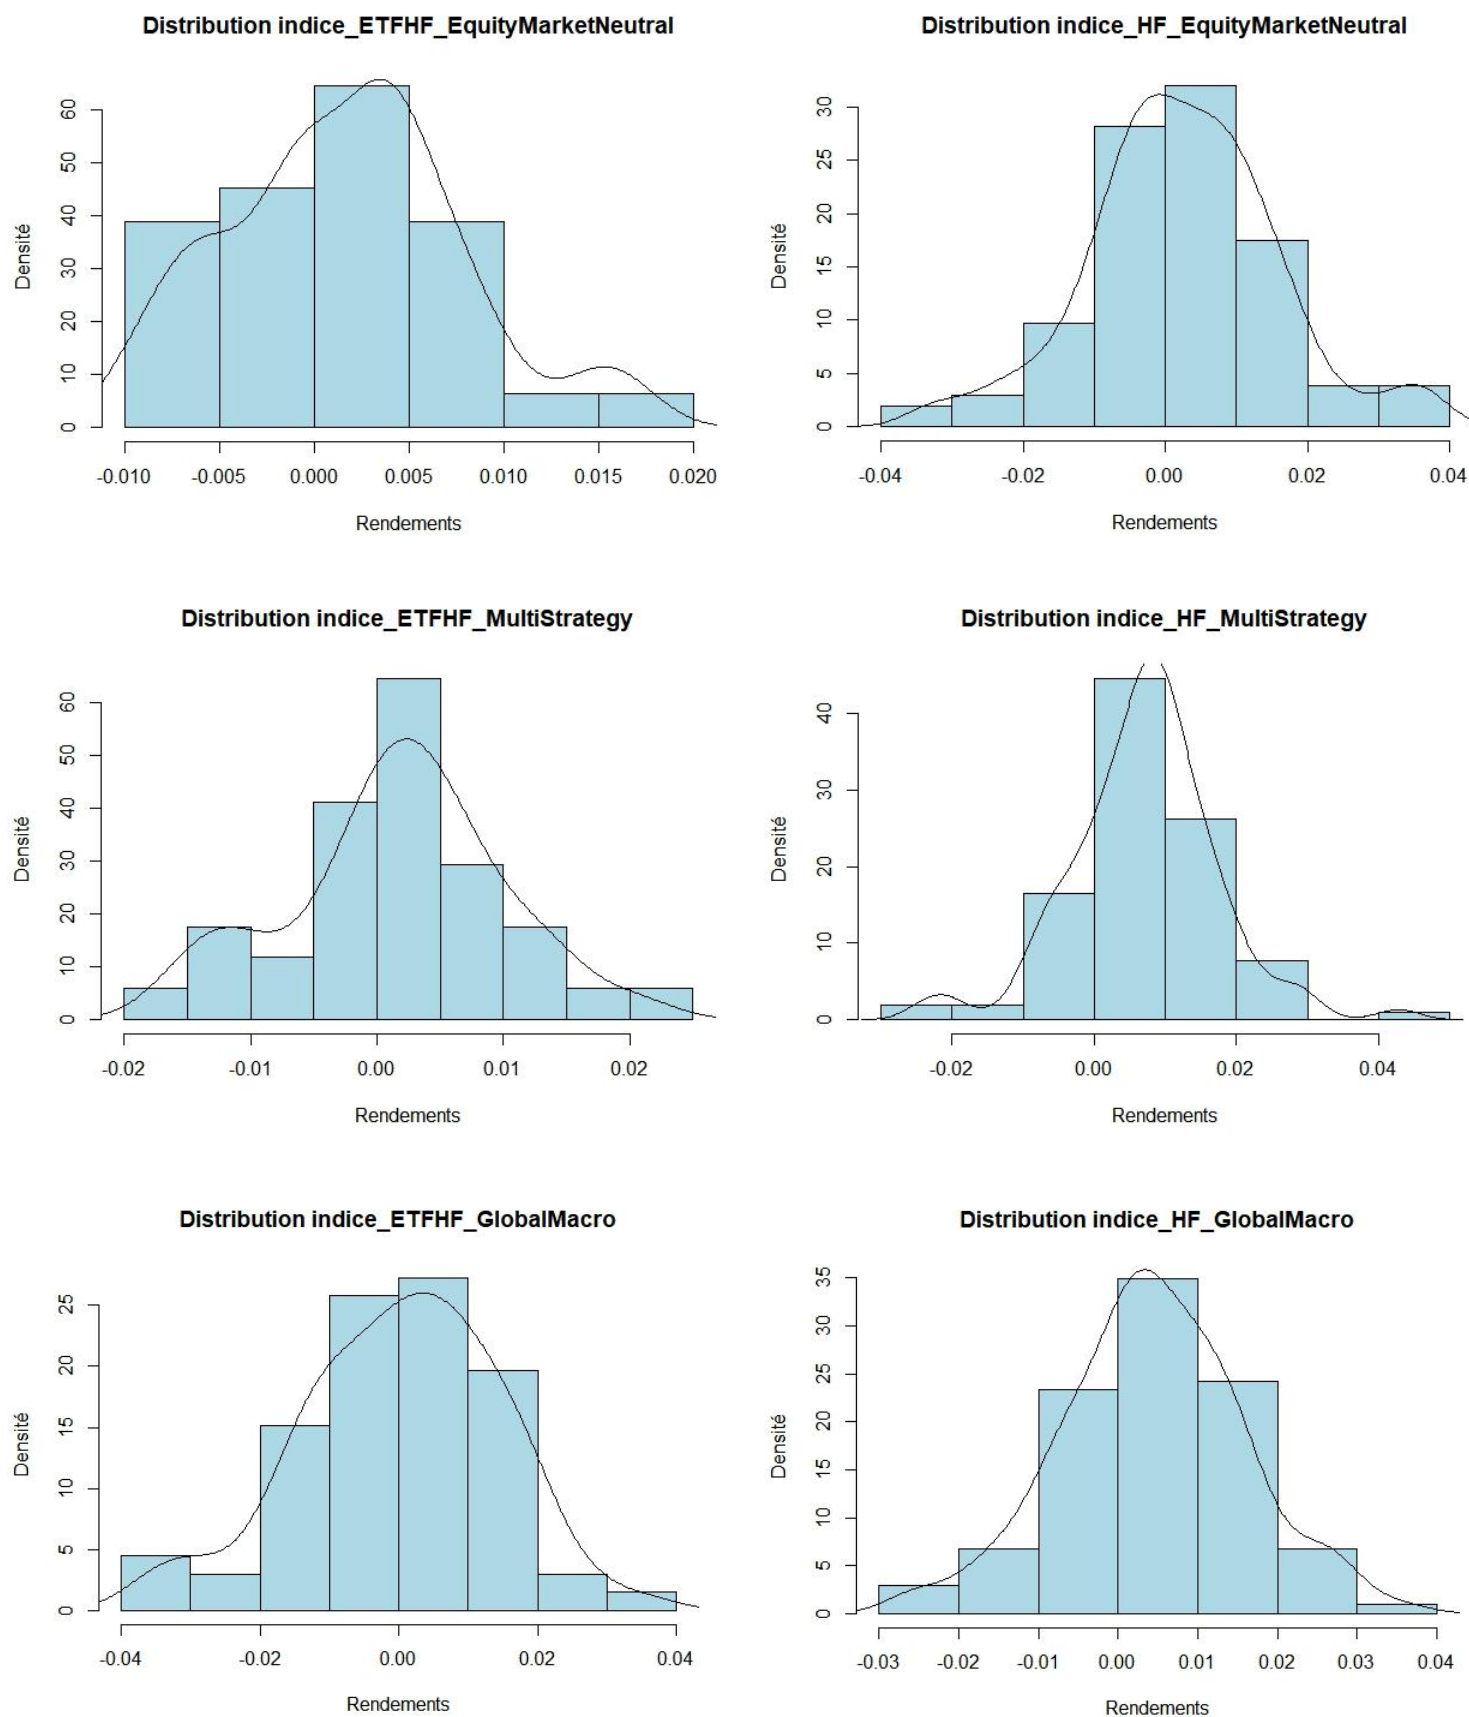 Distribution indice_ETFHF_EquityMarketNeutral
Densité
0 10 20 30 40 50 60
-0.010 -0.005 0.000 0.005 0.010 0.015 0.020
Rendements
Distribution indice_HF_EquityMarketNeutral
Densité
0 5 10 15 20 25 30
-0.04 -0.02 0.00 0.02 0.04
Rendements
Distribution indice_ETFHF_MultiStrategy
Densité
0 10 20 30 40 50 60
-0.02 -0.01 0.00 0.01 0.02
Rendements
Distribution indice_HF_MultiStrategy
Densité
0 10 20 30 40
-0.02 0.00 0.02 0.04
Rendements
Distribution indice_ETFHF_GlobalMacro
Densité
0 5 10 15 20 25
-0.04 -0.02 0.00 0.02 0.04
Rendements
Distribution indice_HF_GlobalMacro
Densité
0 5 10 15 20 25 30 35
-0.03 -0.02 -0.01 0.00 0.01 0.02 0.03 0.04
Rendements